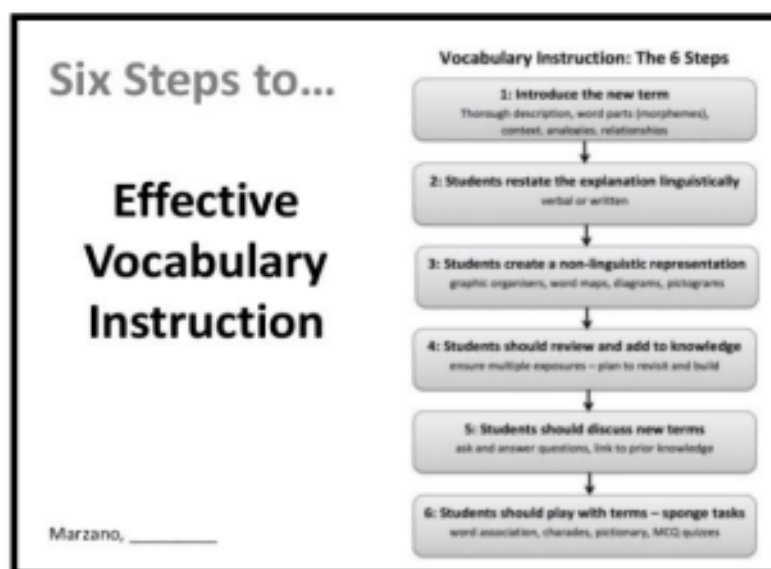 Six Steps to...
Effective
Vocabulary
Instruction
Marzano, _________
Vocabulary Instruction: The 6 Steps
1: Introduce the new term
Thorough description, word parts (morphemes),
context, analogies, relationships
2: Students restate the explanation linguistically
verbal or written
3: Students create a non-linguistic representation
graphic organisers, word maps, diagrams, pictograms
4: Students should review and add to knowledge
ensure multiple exposures – plan to revisit and build
5: Students should discuss new terms
ask and answer questions, link to prior knowledge
6: Students should play with terms – sponge tasks
word association, charades, pictionary, MCQ quizzes